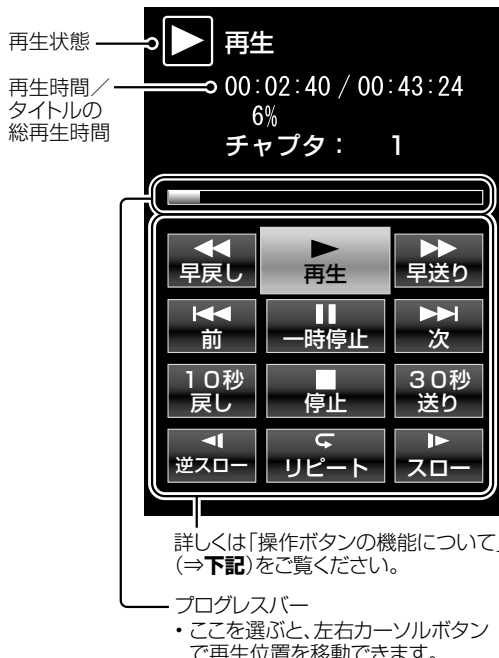 再生状態
再生
再生時間／
タイトルの
総再生時間
00:02:40 / 00:43:24
6%
チャプタ： 1
早戻し 再生 早送り
前 一時停止 次
10秒 停止 30秒
戻し 送り
逆スロー リピート スロー
詳しくは「操作ボタンの機能について」
(⇒下記)をご覧ください。
プログレスバー
・ここを選ぶと、左右カーソルボタン
で再生位置を移動できます。